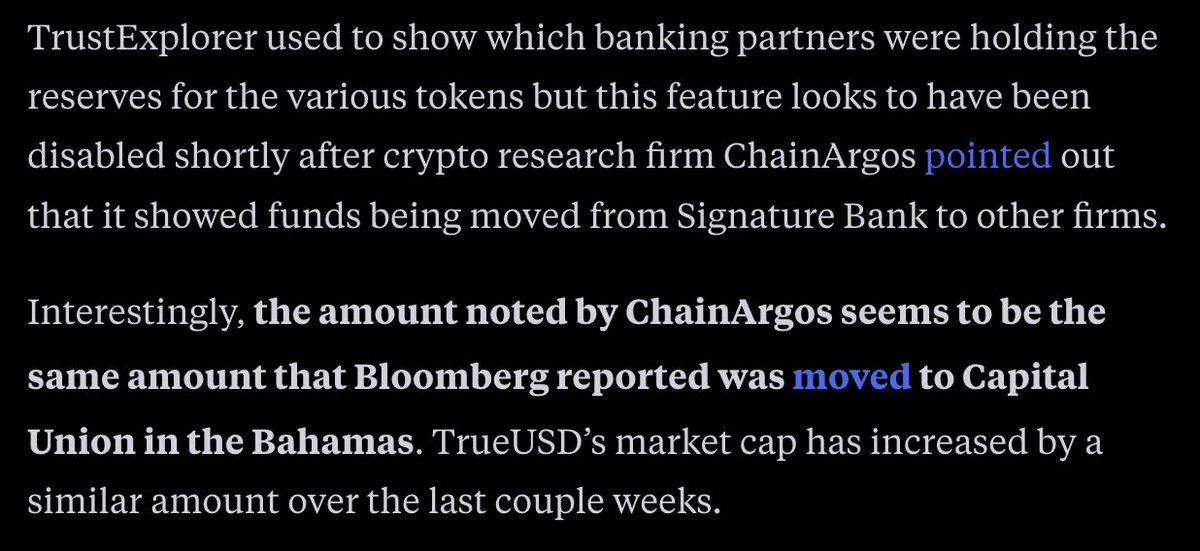 TrustExplorer used to show which banking partners were holding the
reserves for the various tokens but this feature looks to have been
disabled shortly after crypto research firm ChainArgos pointed out
that it showed funds being moved from Signature Bank to other firms.
Interestingly, the amount noted by ChainArgos seems to be the
same amount that Bloomberg reported was moved to Capital
Union in the Bahamas. TrueUSD’s market cap has increased by a
similar amount over the last couple weeks.